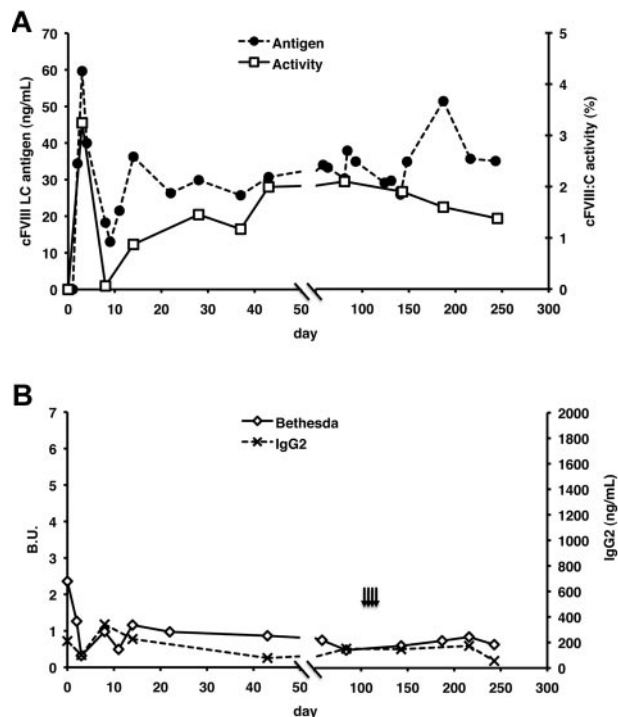 A
Antigen
Activity
cFVIII LC antigen (ng/mL)
70
60
50
40
30
20
10
0
cFVIII:C activity (%)
5
4
3
2
1
0
0 10 20 30 40 50 100 150 200 250 300
day
B
Bethesda
IgG2
B.U.
7
6
5
4
3
2
1
0
IgG2 (ng/mL)
2000
1800
1600
1400
1200
1000
800
600
400
200
0
0 10 20 30 40 50 100 150 200 250 300
day